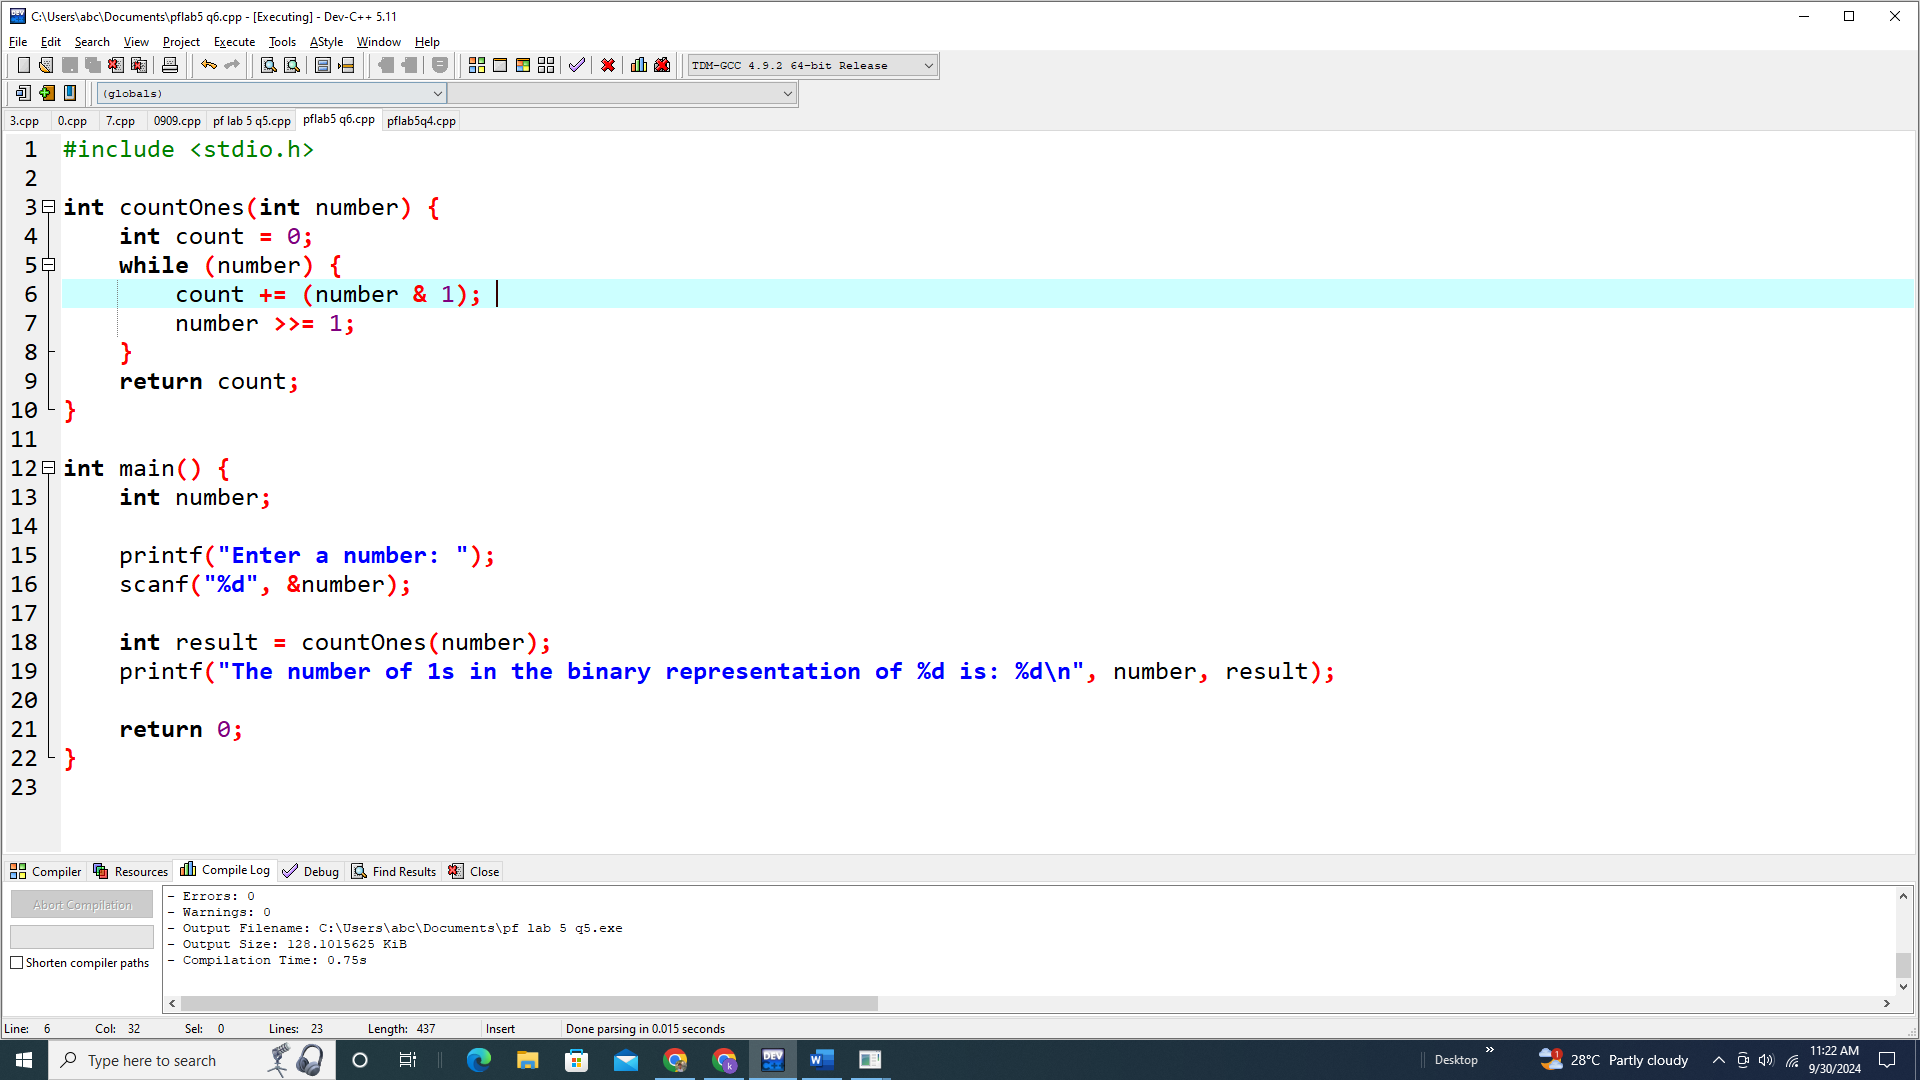 C:\Users\abc\Documents\pflab5 q6.cpp - [Executing] - Dev-C++ 5.11
File Edit Search View Project Execute Tools AStyle Window Help
TDM-GCC 4.9.2 64-bit Release
(globals)
3.cpp 0.cpp 7.cpp 0909.cpp pf lab 5 q5.cpp pflab5 q6.cpp pflab5q4.cpp
1 #include <stdio.h>
2
3 int countOnes(int number) {
4     int count = 0;
5     while (number) {
6         count += (number & 1);
7         number >>= 1;
8     }
9     return count;
10 }
11
12 int main() {
13     int number;
14
15     printf("Enter a number: ");
16     scanf("%d", &number);
17
18     int result = countOnes(number);
19     printf("The number of 1s in the binary representation of %d is: %d\n", number, result);
20
21     return 0;
22 }
23
Compiler Resources Compile Log Debug Find Results Close
Abort Compilation
Shorten compiler paths
- Errors: 0
- Warnings: 0
- Output Filename: C:\Users\abc\Documents\pf lab 5 q5.exe
- Output Size: 128.1015625 KiB
- Compilation Time: 0.75s
Line: 6 Col: 32 Sel: 0 Lines: 23 Length: 437 Insert Done parsing in 0.015 seconds
Type here to search
DEV
W
Desktop
1
28°C Partly cloudy
11:22 AM
9/30/2024